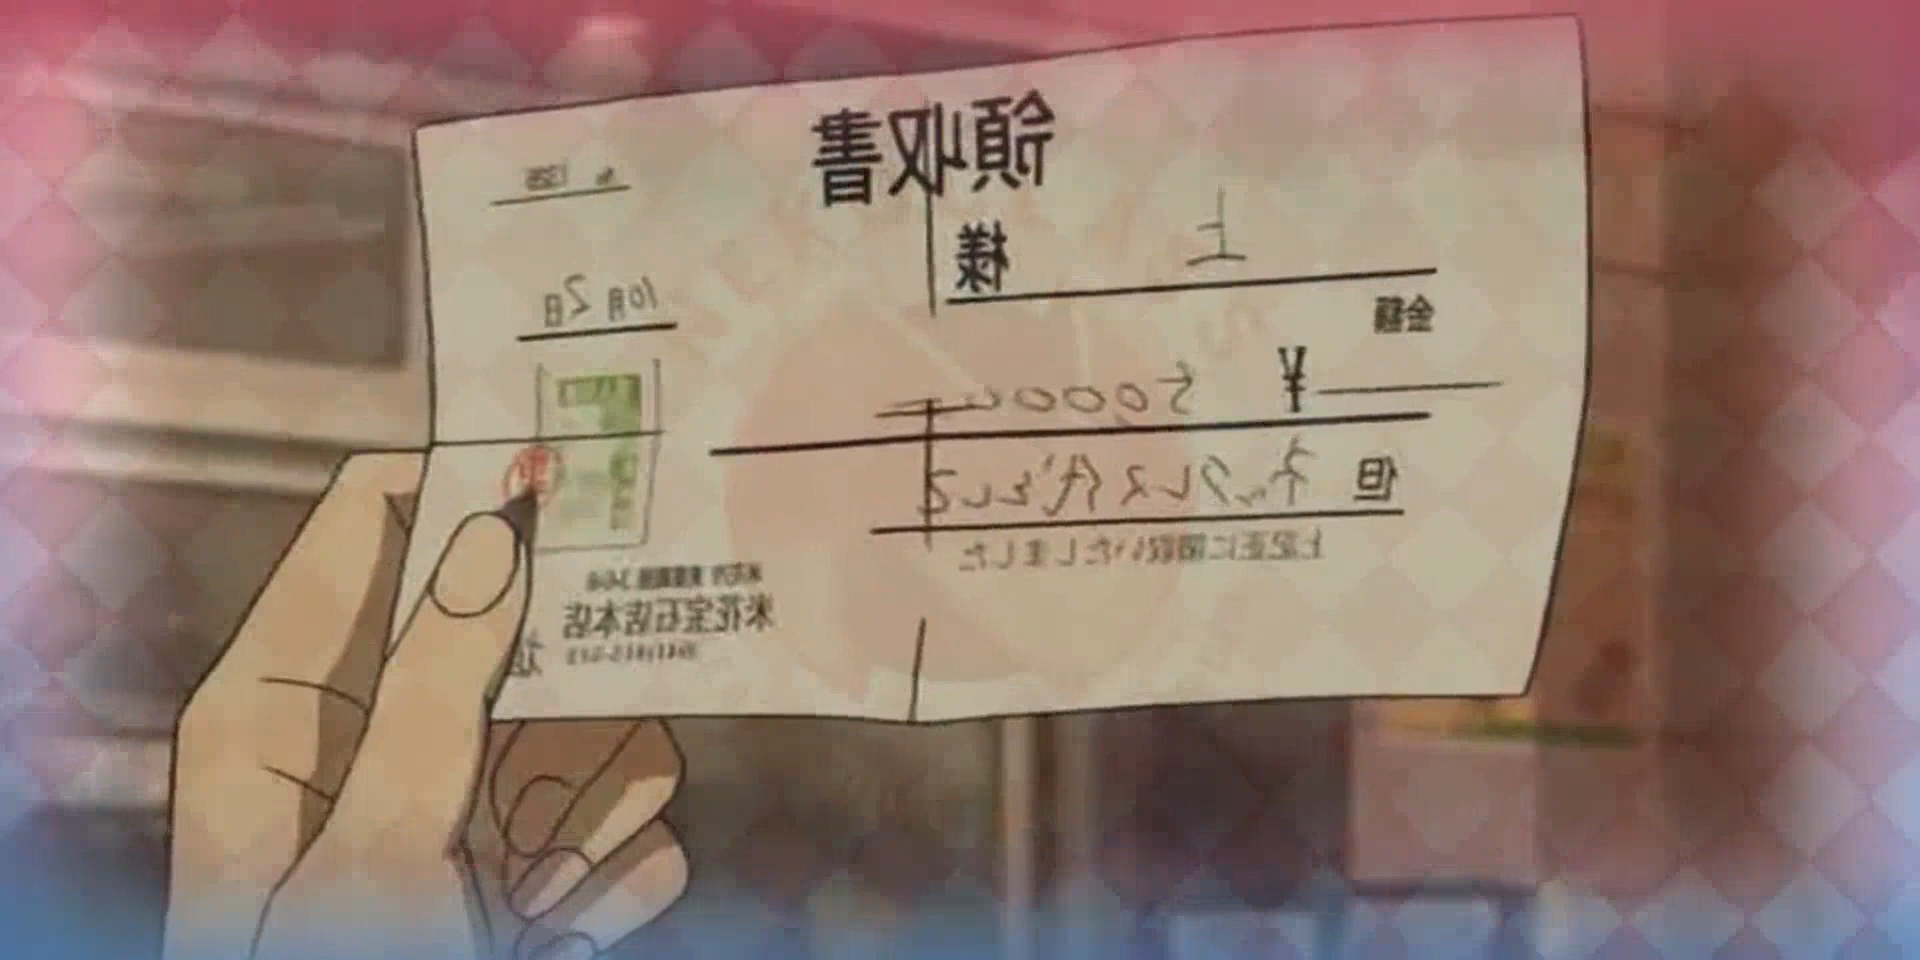 領収書
上 様
金額
¥ 50,000
但 ネックレス代として
上記正に領収いたしました
10月2日
米花宝石店本店